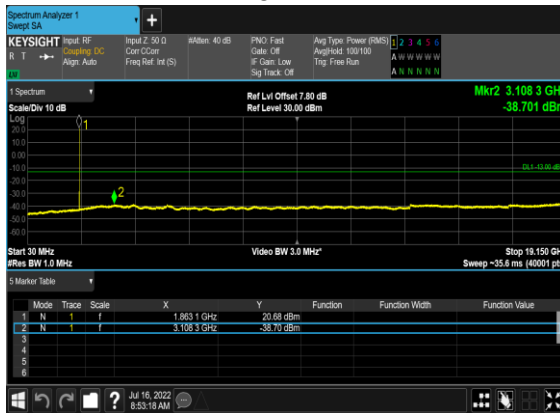 Spectrum Analyzer 1
Swept SA
KEYSIGHT Input: RF Input Z: 50 Ω #Atten: 40 dB PNO: Fast Avg Type: Power (RMS) 1 2 3 4 5 6
R T Coupling: DC Corr CCorr Gate: Off Avg|Hold: 100/100 A W W W W W
Align: Auto Freq Ref: Int (S) IF Gain: Low Trig: Free Run
Sig Track: Off A N N N N N
1 Spectrum Ref Lvl Offset 7.80 dB Mkr2 3.108 3 GHz
Scale/Div 10 dB Ref Level 30.00 dBm -38.701 dBm
Log
20.0
10.0
0.00
-10.0
DL1 -13.00 dB
-20.0
-30.0
-40.0
-50.0
-60.0
1
2
Start 30 MHz Video BW 3.0 MHz* Stop 19.150 GHz
#Res BW 1.0 MHz Sweep ~35.6 ms (40001 pts
5 Marker Table
Mode Trace Scale X Y Function Function Width Function Value
1 N 1 f 1.863 1 GHz 20.68 dBm
2 N 1 f 3.108 3 GHz -38.70 dBm
3
4
5
6
? Jul 16, 2022
8:53:18 AM